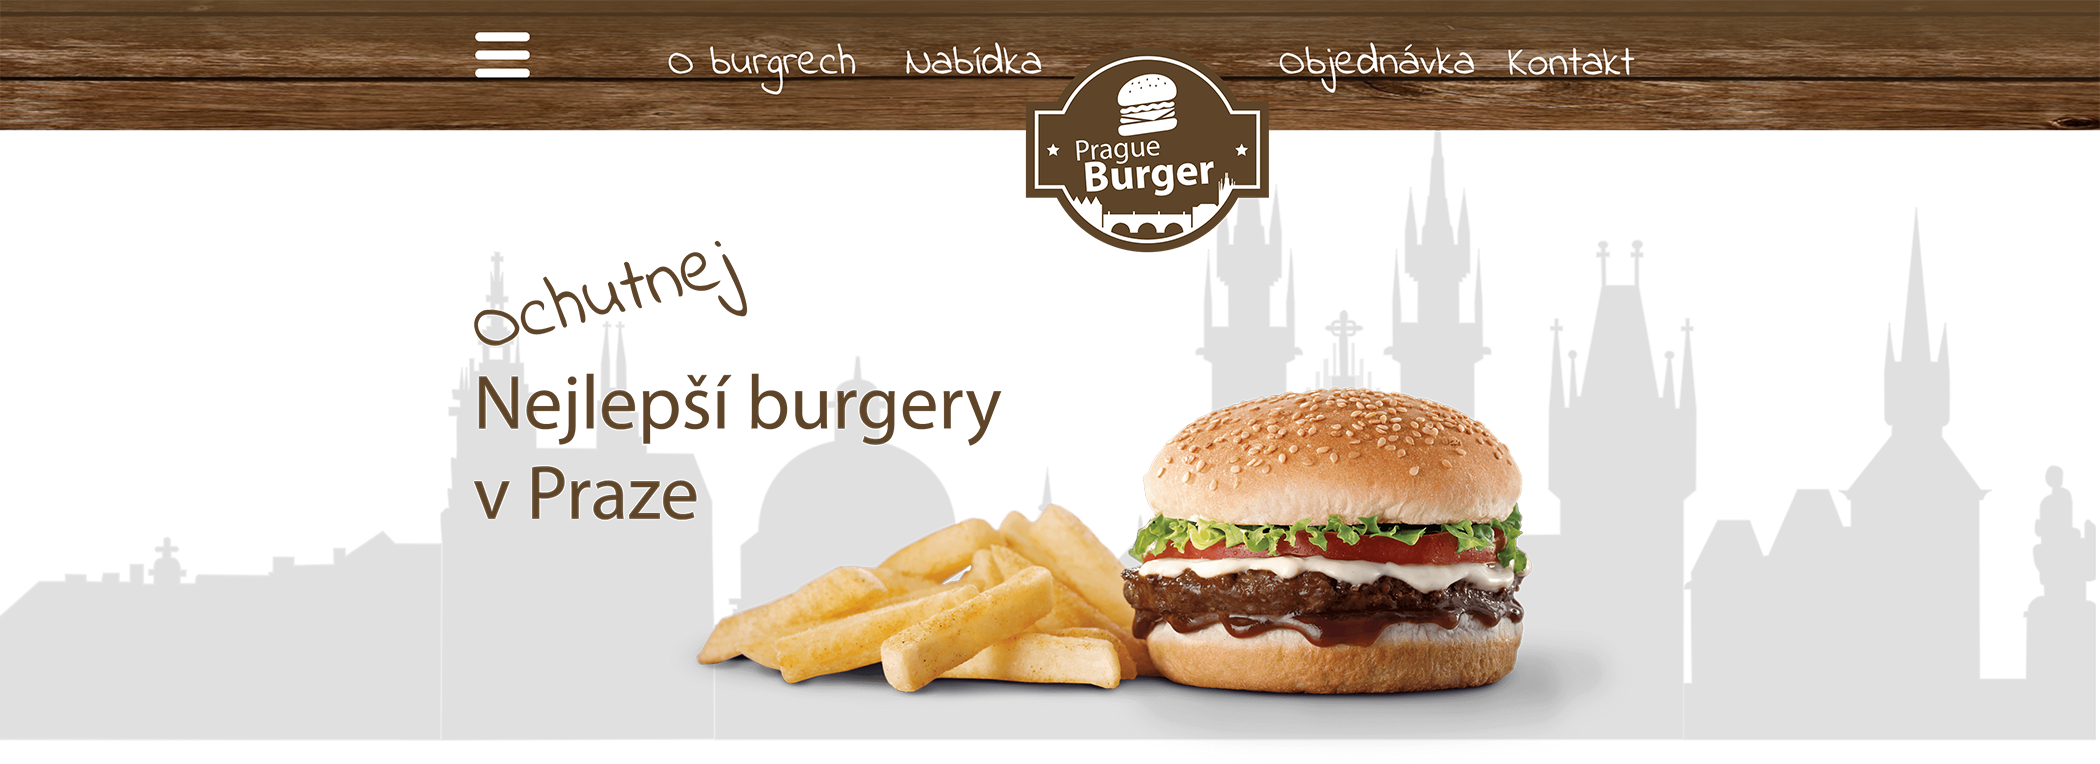 O burgrech
Nabídka
Objednávka
Kontakt
Prague
Burger
ochutnej
Nejlepší burgery
v Praze